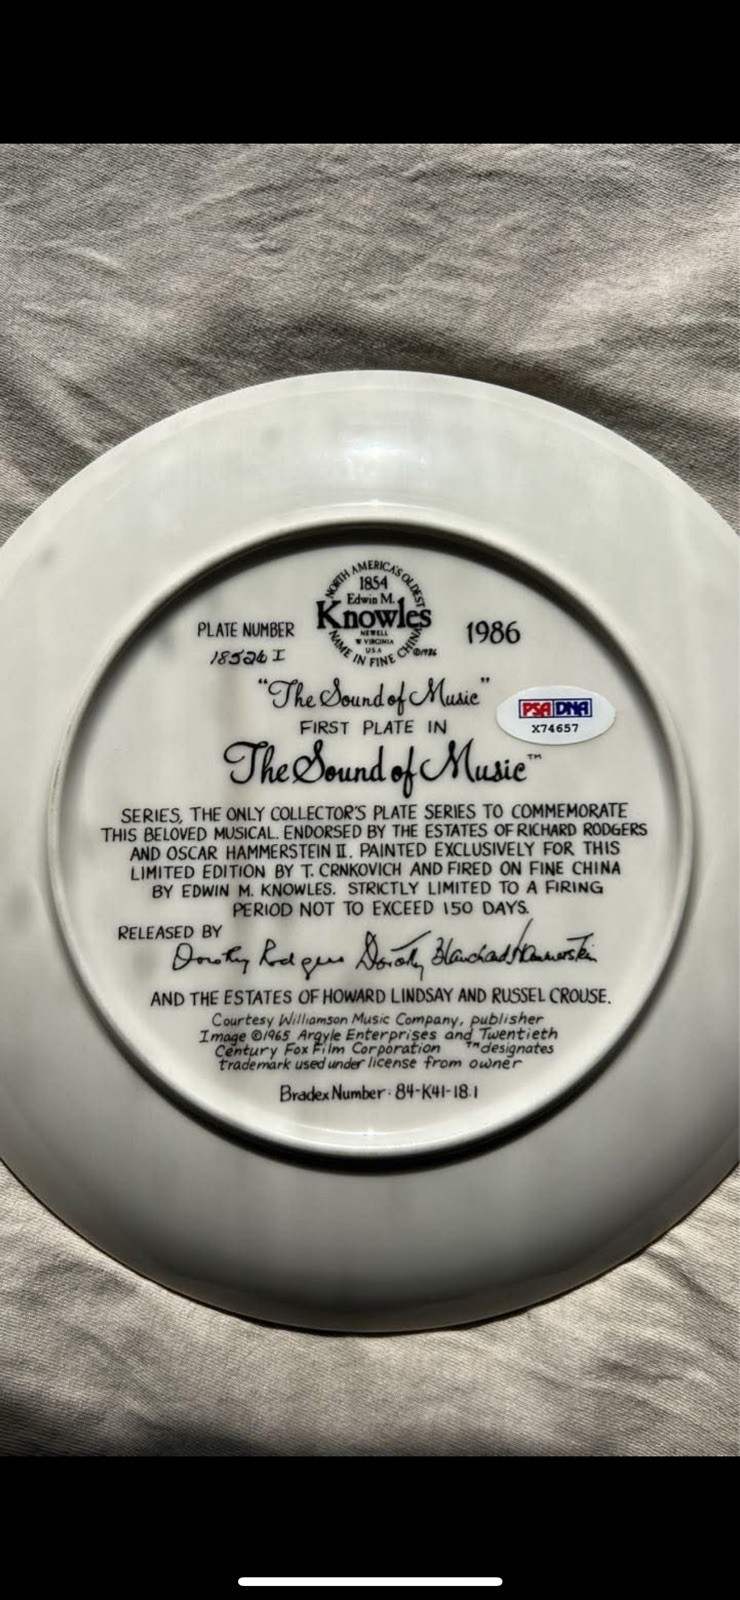 NORTH AMERICA'S OLDEST
1854
Edwin M.
Knowles
NEWELL
W VIRGINIA
USA
NAME IN FINE CHINA
©1986
PLATE NUMBER
18526 I
1986
"The Sound of Music"
FIRST PLATE IN
The Sound of Music™
PSA DNA
X74657
SERIES, THE ONLY COLLECTOR'S PLATE SERIES TO COMMEMORATE
THIS BELOVED MUSICAL. ENDORSED BY THE ESTATES OF RICHARD RODGERS
AND OSCAR HAMMERSTEIN II. PAINTED EXCLUSIVELY FOR THIS
LIMITED EDITION BY T. CRNKOVICH AND FIRED ON FINE CHINA
BY EDWIN M. KNOWLES. STRICTLY LIMITED TO A FIRING
PERIOD NOT TO EXCEED 150 DAYS.
RELEASED BY
Dorothy Rodgers Dorothy Blanchard Hammerstein
AND THE ESTATES OF HOWARD LINDSAY AND RUSSEL CROUSE.
Courtesy Williamson Music Company, publisher
Image ©1965 Argyle Enterprises and Twentieth
Century Fox Film Corporation ™designates
trademark used under license from owner
Bradex Number: 84-K41-18.1